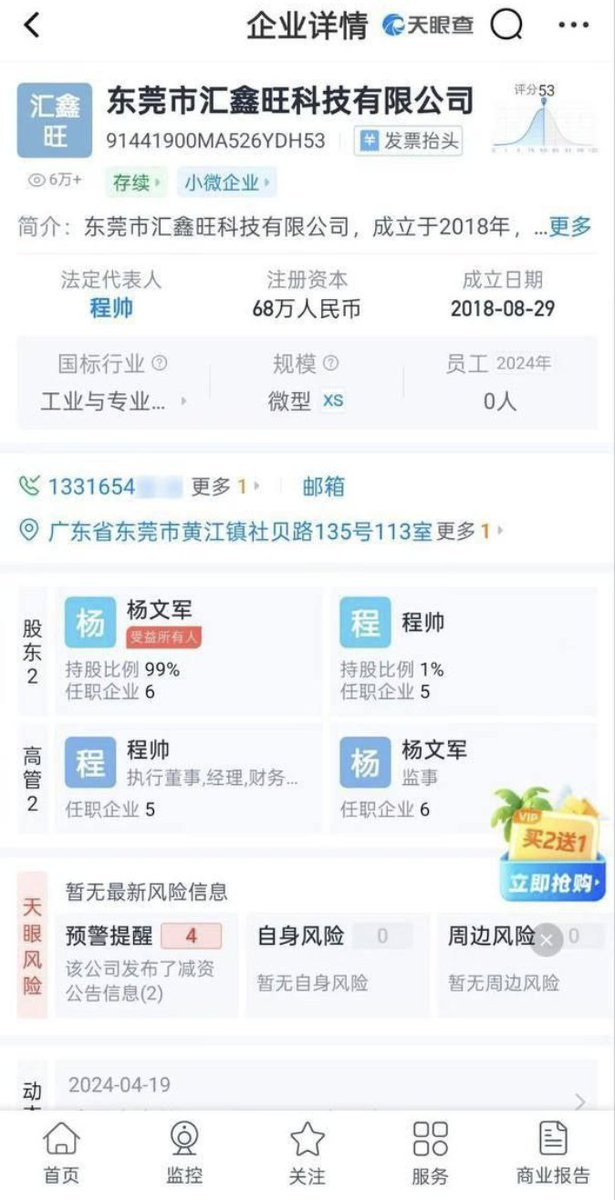 企业详情 天眼查
汇鑫旺
东莞市汇鑫旺科技有限公司
评分53
91441900MA526YDH53 发票抬头
6万+ 存续 小微企业
简介：东莞市汇鑫旺科技有限公司，成立于2018年，...更多
法定代表人 注册资本 成立日期
程帅 68万人民币 2018-08-29
国标行业 规模 员工 2024年
工业与专业... 微型 XS 0人
1331654 更多 1 邮箱
广东省东莞市黄江镇社贝路135号113室 更多 1
股东2
杨 杨文军
受益所有人
持股比例 99%
任职企业 6
程 程帅
持股比例 1%
任职企业 5
高管2
程 程帅
执行董事,经理,财务...
任职企业 5
杨 杨文军
监事
任职企业 6
VIP
买2送1
立即抢购
天眼风险
暂无最新风险信息
预警提醒 4
该公司发布了减资
公告信息(2)
自身风险 0
暂无自身风险
周边风险 0
暂无周边风险
动
2024-04-19
首页 监控 关注 服务 商业报告